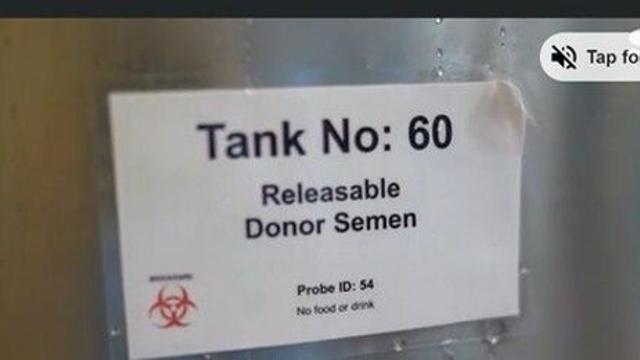 Tap fo
Tank No: 60
Releasable
Donor Semen
Probe ID: 54
No food or drink